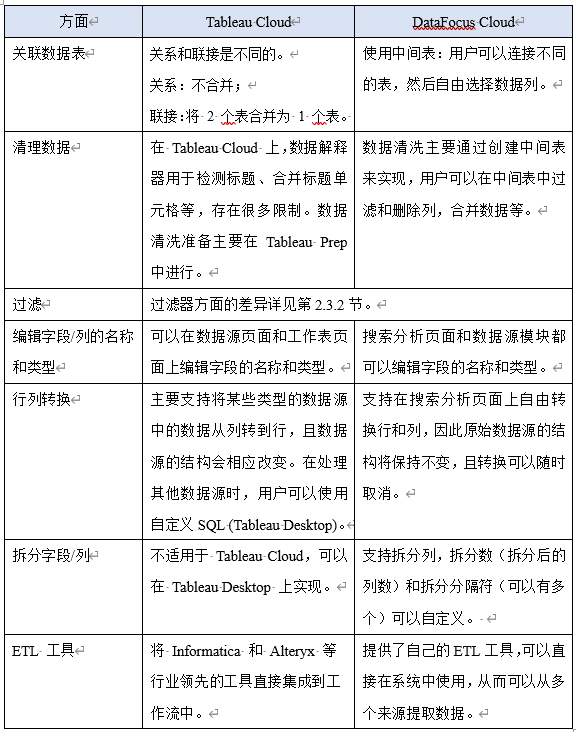 方面 Tableau Cloud DataFocus Cloud
关联数据表
关系和联接是不同的。
关系：不合并；
联接：将 2 个表合并为 1 个表。
使用中间表：用户可以连接不同
的表，然后自由选择数据列。
清理数据
在 Tableau Cloud 上，数据解释
器用于检测标题、合并标题单
元格等，存在很多限制。数据
清洗准备主要在 Tableau Prep
中进行。
数据清洗主要通过创建中间表
来实现，用户可以在中间表中过
滤和删除列，合并数据等。
过滤
过滤器方面的差异详见第 2.3.2 节。
编辑字段/列的名称
和类型
可以在数据源页面和工作表页
面上编辑字段的名称和类型。
搜索分析页面和数据源模块都
可以编辑字段的名称和类型。
行列转换
主要支持将某些类型的数据源
中的数据从列转到行，且数据
源的结构会相应改变。在处理
其他数据源时，用户可以使用
自定义 SQL (Tableau Desktop)。
支持在搜索分析页面上自由转
换行和列，因此原始数据源的结
构将保持不变，且转换可以随时
取消。
拆分字段/列
不适用于 Tableau Cloud，可以
在 Tableau Desktop 上实现。
支持拆分列，拆分数（拆分后的
列数）和拆分分隔符（可以有多
个）可以自定义。
ETL 工具
将 Informatica 和 Alteryx 等
行业领先的工具直接集成到工
作流中。
提供了自己的 ETL 工具，可以直
接在系统中使用，从而可以从多
个来源提取数据。